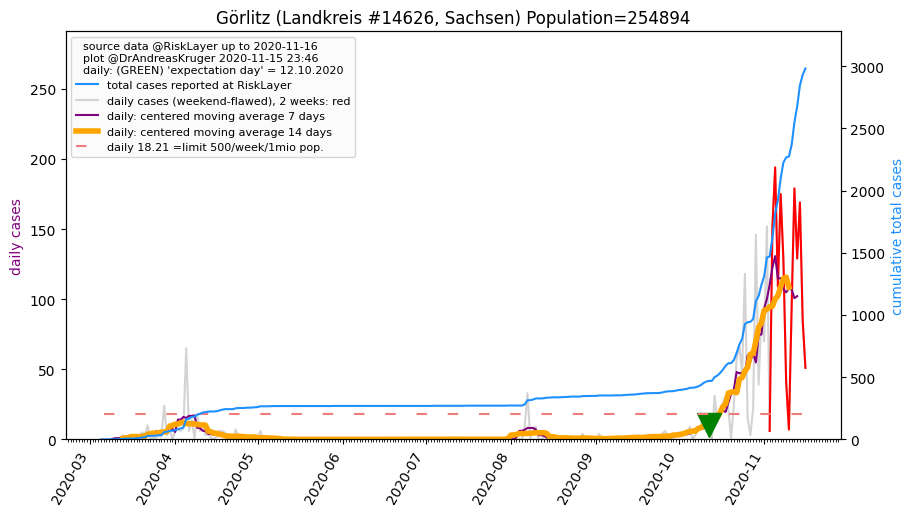 Görlitz (Landkreis #14626, Sachsen) Population=254894
source data @RiskLayer up to 2020-11-16
plot @DrAndreasKruger 2020-11-15 23:46
daily: (GREEN) 'expectation day' = 12.10.2020
total cases reported at RiskLayer
daily cases (weekend-flawed), 2 weeks: red
daily: centered moving average 7 days
daily: centered moving average 14 days
daily 18.21 =limit 500/week/1mio pop.
daily cases
250
200
150
100
50
0
3000
2500
2000
1500
1000
500
0
cumulative total cases
2020-03
2020-04
2020-05
2020-06
2020-07
2020-08
2020-09
2020-10
2020-11